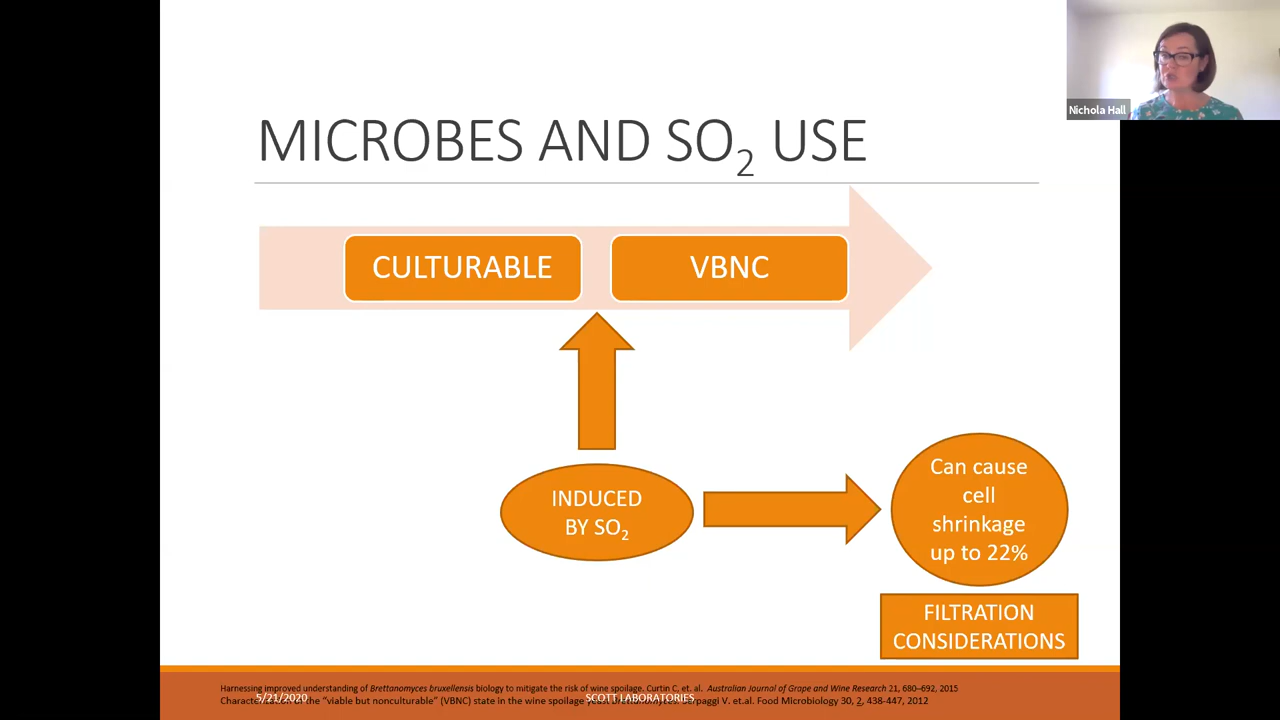 Nichola Hall
MICROBES AND SO2 USE
CULTURABLE
VBNC
INDUCED
BY SO2
Can cause
cell
shrinkage
up to 22%
FILTRATION
CONSIDERATIONS
Harnessing improved understanding of Brettanomyces bruxellensis biology to mitigate the risk of wine spoilage. Curtin C, et. al. Australian Journal of Grape and Wine Research 21, 680–692, 2015
5/21/2020
SCOTT LABORATORIES
the "viable but nonculturable" (VBNC) state in the wine spoilage yeast et.al. Food Microbiology 30, 2, 438-447, 2012